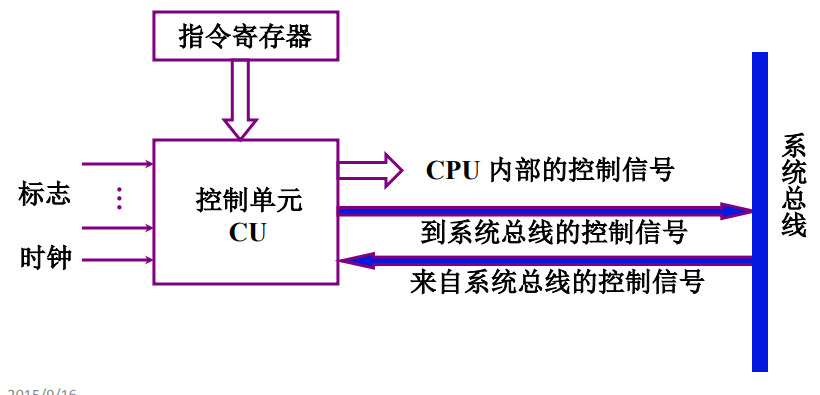 指令寄存器
标志
时钟
控制单元
CU
CPU 内部的控制信号
到系统总线的控制信号
来自系统总线的控制信号
系统总线
2015/9/16